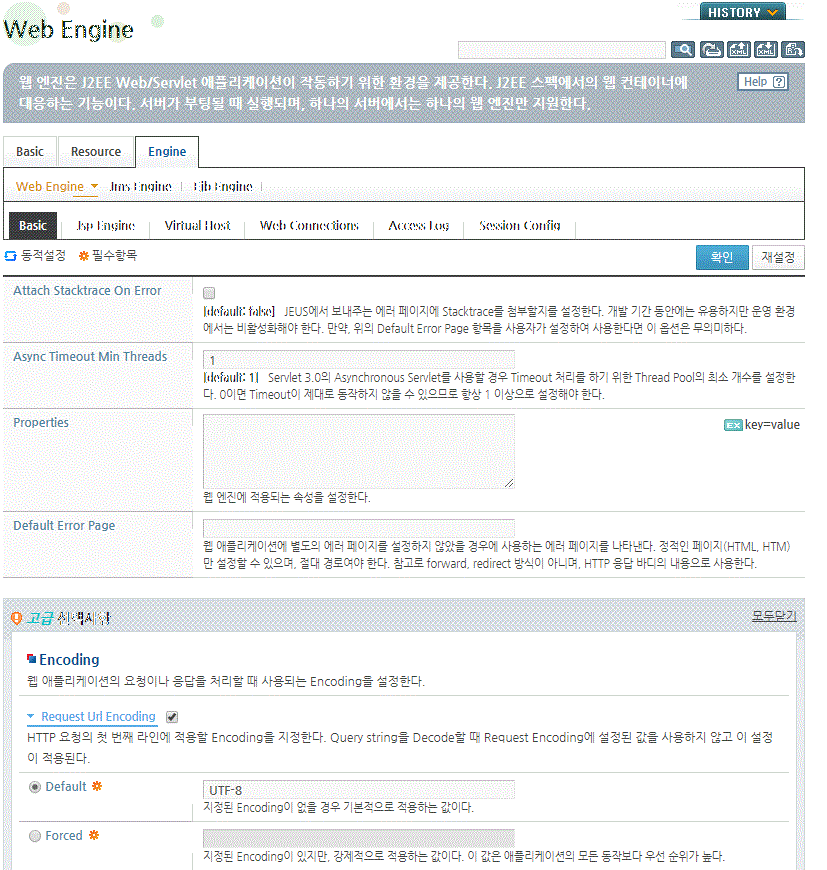 HISTORY
Web Engine
웹 엔진은 J2EE Web/Servlet 애플리케이션이 작동하기 위한 환경을 제공한다. J2EE 스펙에서의 웹 컨테이너에
대응하는 기능이다. 서버가 부팅될 때 실행되며, 하나의 서버에서는 하나의 웹 엔진만 지원한다.
Help ?
Basic Resource Engine
Web Engine Jms Engine Ejb Engine
Basic Jsp Engine Virtual Host Web Connections Access Log Session Config
동적설정 필수항목 확인 재설정
Attach Stacktrace On Error
[default: false] JEUS에서 보내주는 에러 페이지에 Stacktrace를 첨부할지를 설정한다. 개발 기간 동안에는 유용하지만 운영 환경
에서는 비활성화해야 한다. 만약, 위의 Default Error Page 항목을 사용자가 설정하여 사용한다면 이 옵션은 무의미하다.
Async Timeout Min Threads 1
[default: 1] Servlet 3.0의 Asynchronous Servlet를 사용할 경우 Timeout 처리를 하기 위한 Thread Pool의 최소 개수를 설정한
다. 0이면 Timeout이 제대로 동작하지 않을 수 있으므로 항상 1 이상으로 설정해야 한다.
Properties EX key=value
웹 엔진에 적용되는 속성을 설정한다.
Default Error Page
웹 애플리케이션에 별도의 에러 페이지를 설정하지 않았을 경우에 사용하는 에러 페이지를 나타낸다. 정적인 페이지(HTML, HTM)
만 설정할 수 있으며, 절대 경로여야 한다. 참고로 forward, redirect 방식이 아니며, HTTP 응답 바디의 내용으로 사용한다.
고급 선택사항 모두닫기
Encoding
웹 애플리케이션의 요청이나 응답을 처리할 때 사용되는 Encoding를 설정한다.
Request Url Encoding
HTTP 요청의 첫 번째 라인에 적용할 Encoding을 지정한다. Query string를 Decode할 때 Request Encoding에 설정된 값을 사용하지 않고 이 설정
이 적용된다.
Default UTF-8
지정된 Encoding이 없을 경우 기본적으로 적용하는 값이다.
Forced
지정된 Encoding이 있지만, 강제적으로 적용하는 값이다. 이 값은 애플리케이션의 모든 동작보다 우선 순위가 높다.